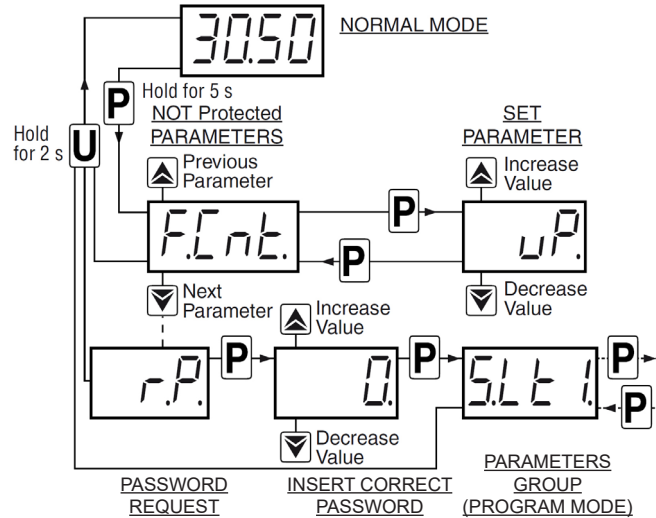 30.50
NORMAL MODE
P
Hold for 5 s
Hold
for 2 s
U
NOT Protected
PARAMETERS
SET
PARAMETER
Previous
Parameter
Increase
Value
F.Cnt.
P
P
uP.
Next
Parameter
Decrease
Value
Increase
Value
r.P.
P
0.
P
S.Lt1.
P
P
Decrease
Value
PASSWORD
REQUEST
INSERT CORRECT
PASSWORD
PARAMETERS
GROUP
(PROGRAM MODE)